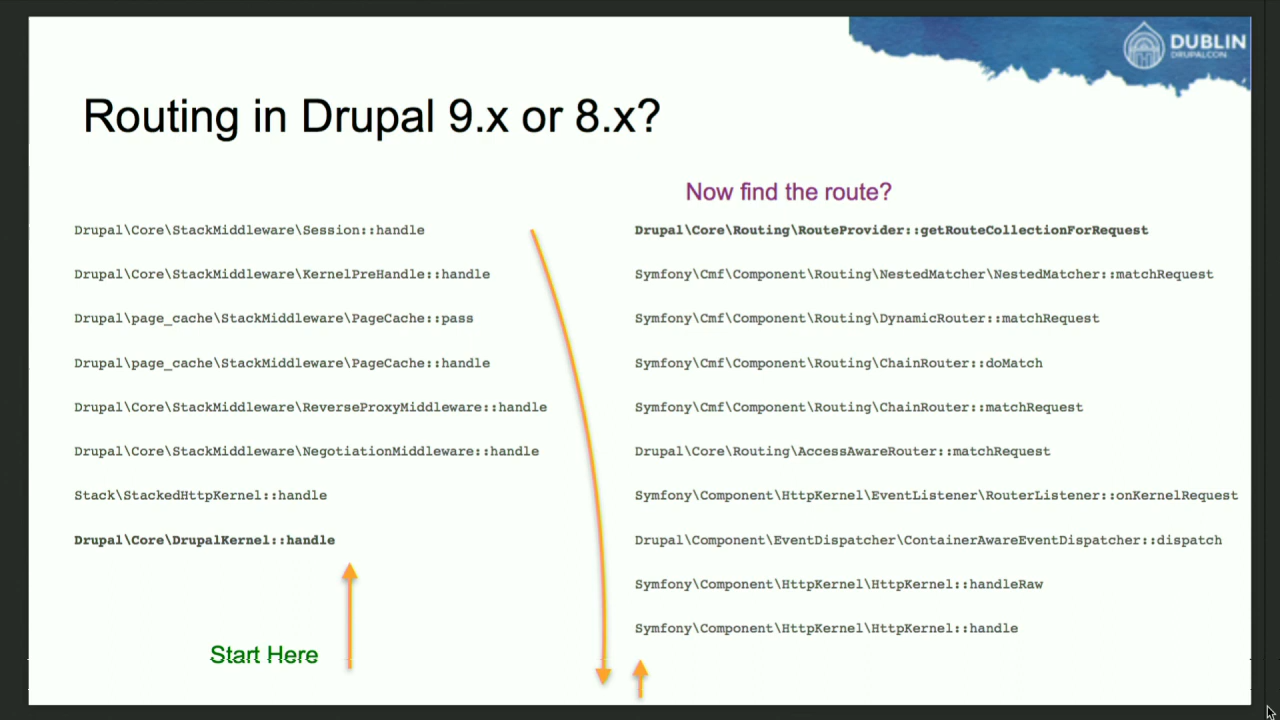 DUBLIN
DRUPALCON
Routing in Drupal 9.x or 8.x?
Drupal\Core\StackMiddleware\Session::handle
Drupal\Core\StackMiddleware\KernelPreHandle::handle
Drupal\page_cache\StackMiddleware\PageCache::pass
Drupal\page_cache\StackMiddleware\PageCache::handle
Drupal\Core\StackMiddleware\ReverseProxyMiddleware::handle
Drupal\Core\StackMiddleware\NegotiationMiddleware::handle
Stack\StackedHttpKernel::handle
Drupal\Core\DrupalKernel::handle
Start Here
Now find the route?
Drupal\Core\Routing\RouteProvider::getRouteCollectionForRequest
Symfony\Cmf\Component\Routing\NestedMatcher\NestedMatcher::matchRequest
Symfony\Cmf\Component\Routing\DynamicRouter::matchRequest
Symfony\Cmf\Component\Routing\ChainRouter::doMatch
Symfony\Cmf\Component\Routing\ChainRouter::matchRequest
Drupal\Core\Routing\AccessAwareRouter::matchRequest
Symfony\Component\HttpKernel\EventListener\RouterListener::onKernelRequest
Drupal\Component\EventDispatcher\ContainerAwareEventDispatcher::dispatch
Symfony\Component\HttpKernel\HttpKernel::handleRaw
Symfony\Component\HttpKernel\HttpKernel::handle